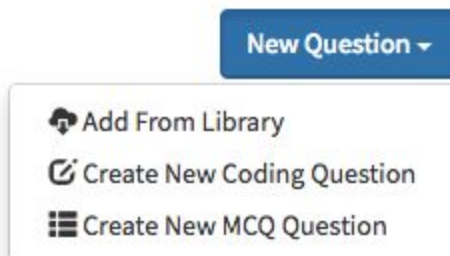 New Question
Add From Library
Create New Coding Question
Create New MCQ Question